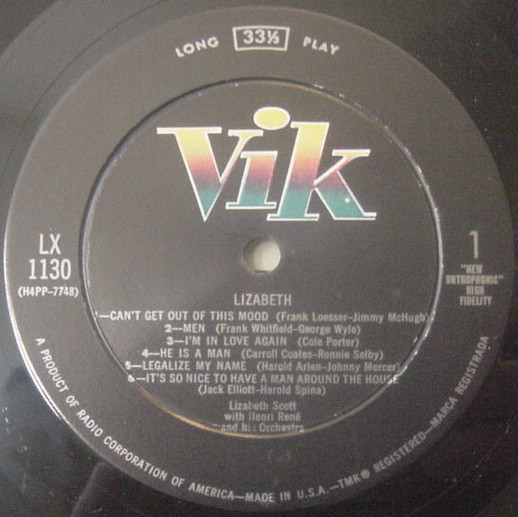 LONG 33⅓ PLAY
Vik
LX
1130
(H4PP-7748)
1
"NEW
ORTHOPHONIC"
HIGH
FIDELITY
LIZABETH
1—CAN'T GET OUT OF THIS MOOD (Frank Loesser-Jimmy McHugh)
2—MEN (Frank Whitfield-George Wyle)
3—I'M IN LOVE AGAIN (Cole Porter)
4—HE IS A MAN (Carroll Coates-Ronnie Selby)
5—LEGALIZE MY NAME (Harold Arlen-Johnny Mercer)
6—IT'S SO NICE TO HAVE A MAN AROUND THE HOUSE
(Jack Elliott-Harold Spina)
Lizabeth Scott
with Henri René
and his Orchestra
A PRODUCT OF RADIO CORPORATION OF AMERICA—MADE IN U.S.A.—TMK ® REGISTERED—MARCA REGISTRADA